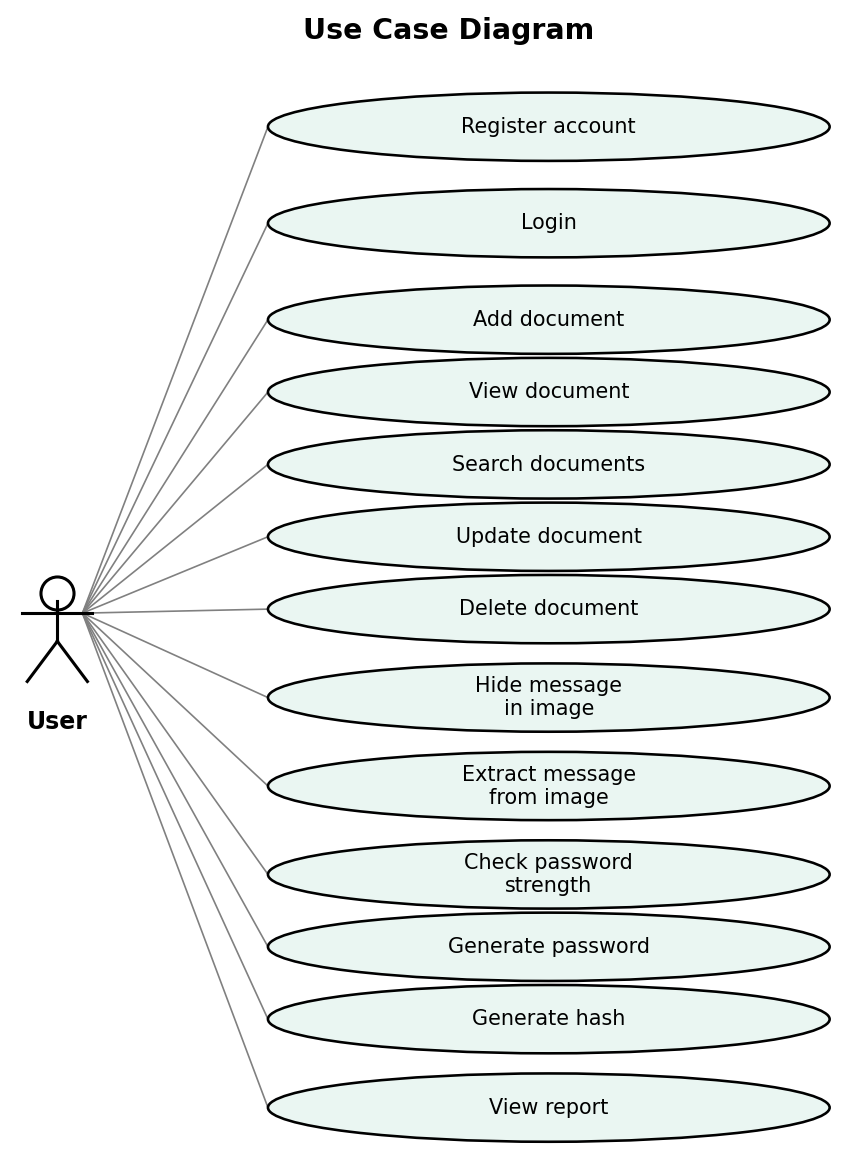 Use Case Diagram
Register account
Login
Add document
View document
Search documents
Update document
Delete document
User
Hide message
in image
Extract message
from image
Check password
strength
Generate password
Generate hash
View report